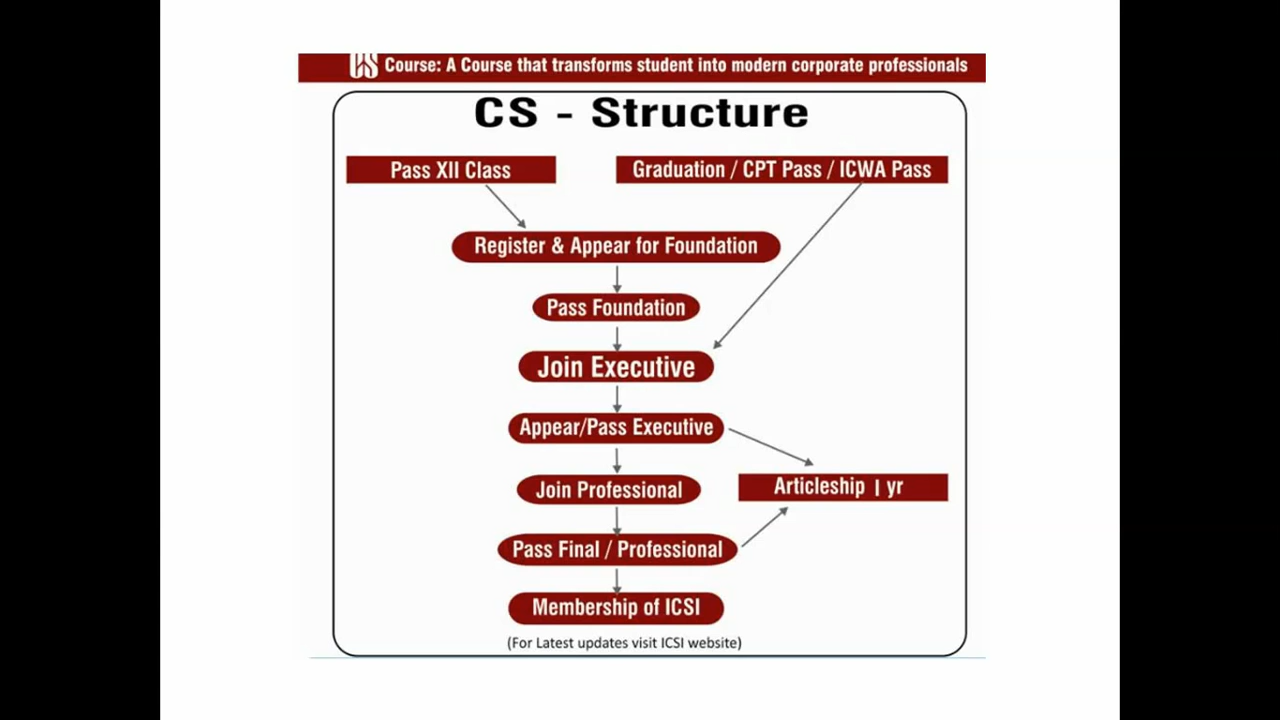 CS Course: A Course that transforms student into modern corporate professionals
CS - Structure
Pass XII Class
Graduation / CPT Pass / ICWA Pass
Register & Appear for Foundation
Pass Foundation
Join Executive
Appear/Pass Executive
Join Professional
Articleship 1 yr
Pass Final / Professional
Membership of ICSI
(For Latest updates visit ICSI website)